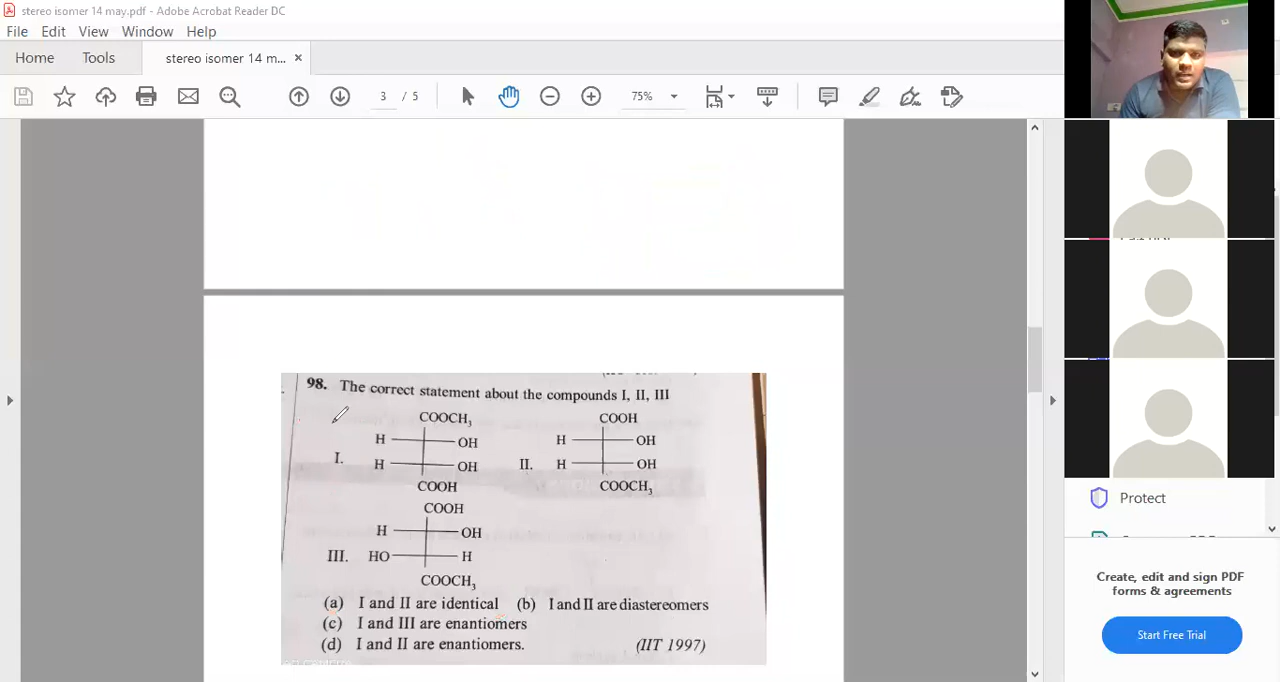 stereo isomer 14 may.pdf - Adobe Acrobat Reader DC
File Edit View Window Help
Home Tools stereo isomer 14 m... ×
3 / 5 75%
98. The correct statement about the compounds I, II, III
COOCH3 COOH
H OH H OH
I. H OH II. H OH
COOH COOCH3
COOH
H OH
III. HO H
COOCH3
(a) I and II are identical (b) I and II are diastereomers
(c) I and III are enantiomers
(d) I and II are enantiomers. (IIT 1997)
Protect
Create, edit and sign PDF
forms & agreements
Start Free Trial